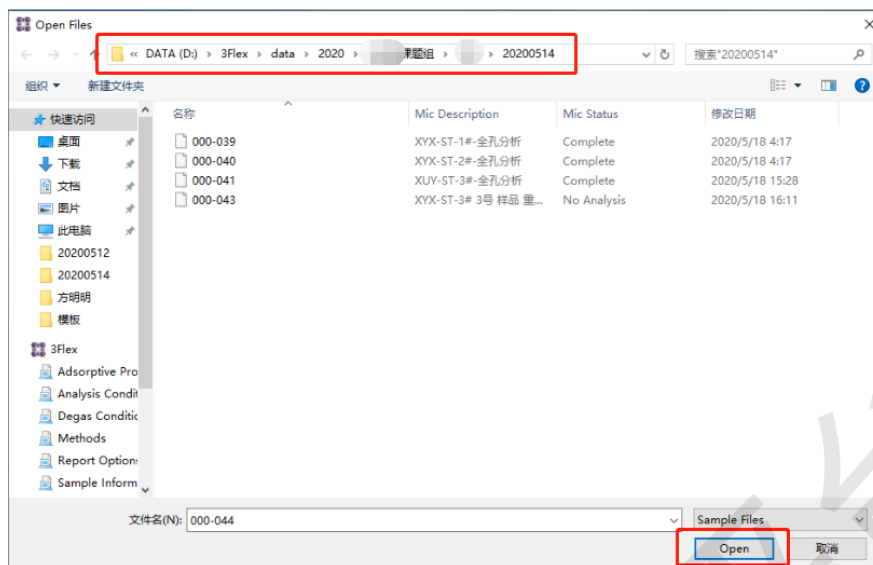 Open Files
« DATA (D:) › 3Flex › data › 2020 › 课题组 › › 20200514
搜索"20200514"
组织 新建文件夹
快速访问
桌面
下载
文档
图片
此电脑
20200512
20200514
方明明
模板
3Flex
Adsorptive Pro
Analysis Condit
Degas Conditic
Methods
Report Option:
Sample Inform
名称 Mic Description Mic Status 修改日期
000-039 XYX-ST-1#-全孔分析 Complete 2020/5/18 4:17
000-040 XYX-ST-2#-全孔分析 Complete 2020/5/18 4:17
000-041 XUY-ST-3#-全孔分析 Complete 2020/5/18 15:28
000-043 XYX-ST-3# 3号 样品 重... No Analysis 2020/5/18 16:11
文件名(N): 000-044 Sample Files
Open 取消